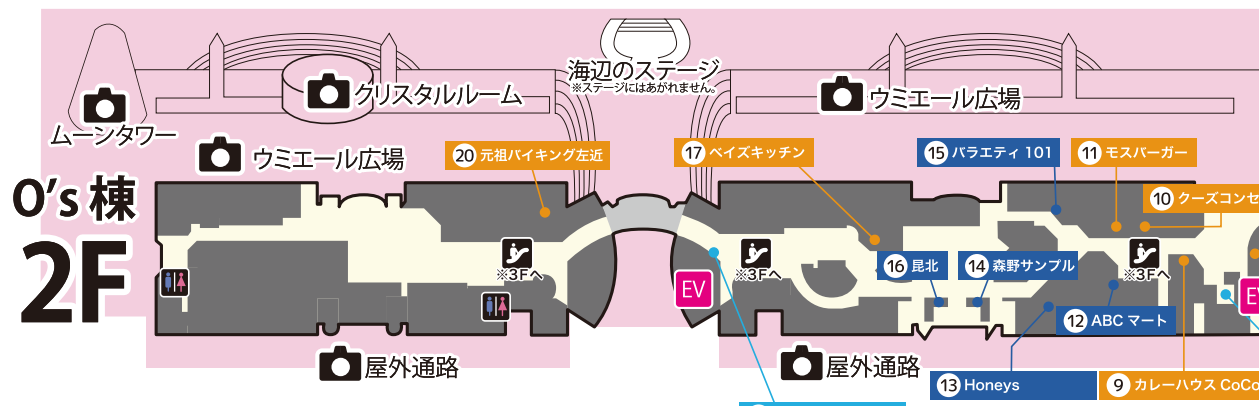 海辺のステージ
※ステージにはあがれません。
クリスタルルーム
ウミエール広場
ムーンタワー
ウミエール広場
20 元祖バイキング左近
17 ベイズキッチン
15 バラエティ 101
11 モスバーガー
O's 棟
2F
10 クーズコンセ
※3Fへ
※3Fへ
※3Fへ
16 昆北
14 森野サンプル
EV
EV
12 ABC マート
屋外通路
屋外通路
13 Honeys
9 カレーハウス CoCo